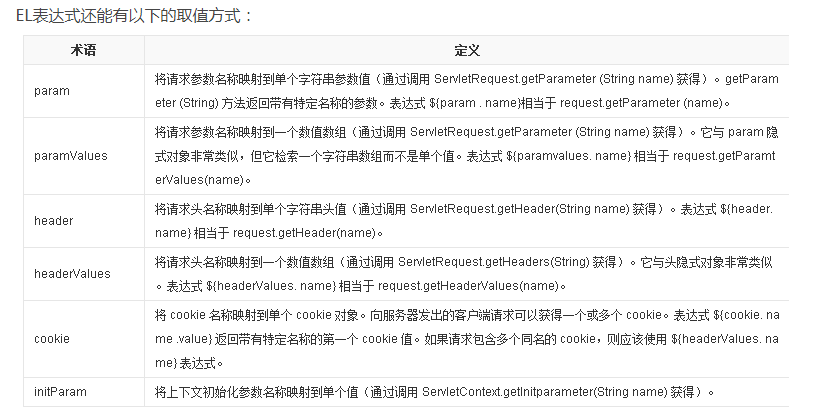 EL表达式还能有以下的取值方式：
术语 定义
param
将请求参数名称映射到单个字符串参数值（通过调用 ServletRequest.getParameter (String name) 获得）。getParam
eter (String) 方法返回带有特定名称的参数。表达式 ${param . name}相当于 request.getParameter (name)。
paramValues
将请求参数名称映射到一个数值数组（通过调用 ServletRequest.getParameter (String name) 获得）。它与 param 隐
式对象非常类似，但它检索一个字符串数组而不是单个值。表达式 ${paramvalues. name} 相当于 request.getParamt
erValues(name)。
header
将请求头名称映射到单个字符串头值（通过调用 ServletRequest.getHeader(String name) 获得）。表达式 ${header.
name} 相当于 request.getHeader(name)。
headerValues
将请求头名称映射到一个数值数组（通过调用 ServletRequest.getHeaders(String) 获得）。它与头隐式对象非常类似
。表达式 ${headerValues. name} 相当于 request.getHeaderValues(name)。
cookie
将 cookie 名称映射到单个 cookie 对象。向服务器发出的客户端请求可以获得一个或多个 cookie。表达式 ${cookie. na
me .value} 返回带有特定名称的第一个 cookie 值。如果请求包含多个同名的 cookie，则应该使用 ${headerValues. na
me} 表达式。
initParam
将上下文初始化参数名称映射到单个值（通过调用 ServletContext.getInitparameter(String name) 获得）。